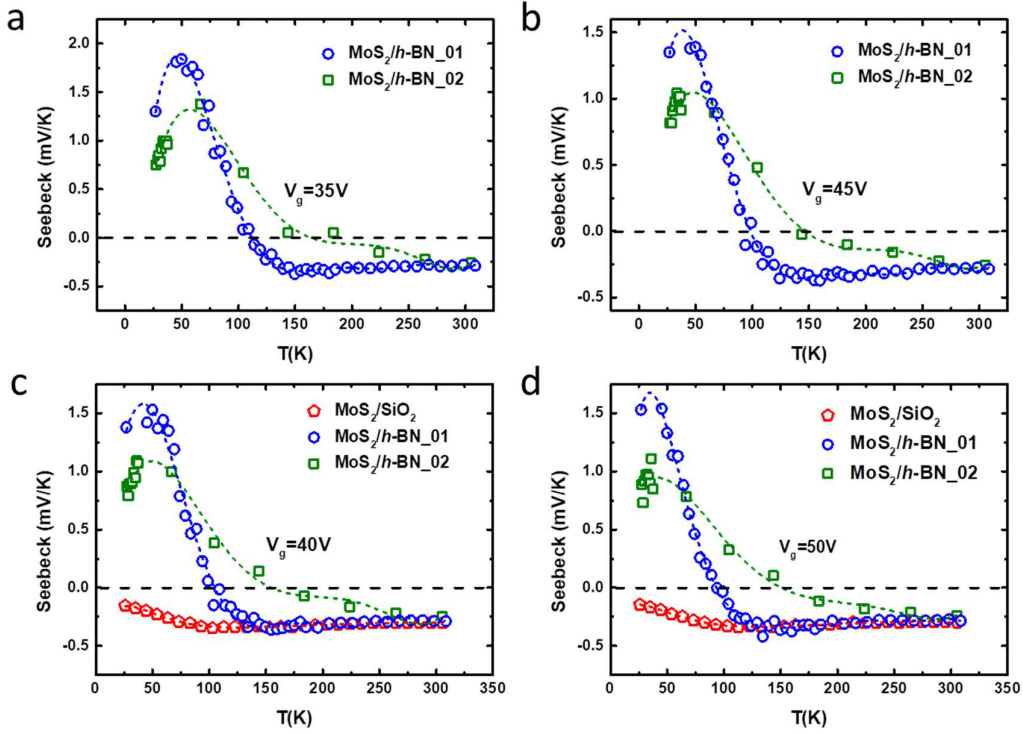 a
2.0
1.5
1.0
0.5
0.0
-0.5
Seebeck (mV/K)
MoS2/h-BN_01
MoS2/h-BN_02
Vg=35V
0 50 100 150 200 250 300
T(K)
b
1.5
1.0
0.5
0.0
-0.5
Seebeck (mV/K)
MoS2/h-BN_01
MoS2/h-BN_02
Vg=45V
0 50 100 150 200 250 300
T(K)
c
1.5
1.0
0.5
0.0
-0.5
Seebeck (mV/K)
MoS2/SiO2
MoS2/h-BN_01
MoS2/h-BN_02
Vg=40V
0 50 100 150 200 250 300 350
T(K)
d
1.5
1.0
0.5
0.0
-0.5
Seebeck (mV/K)
MoS2/SiO2
MoS2/h-BN_01
MoS2/h-BN_02
Vg=50V
0 50 100 150 200 250 300 350
T(K)